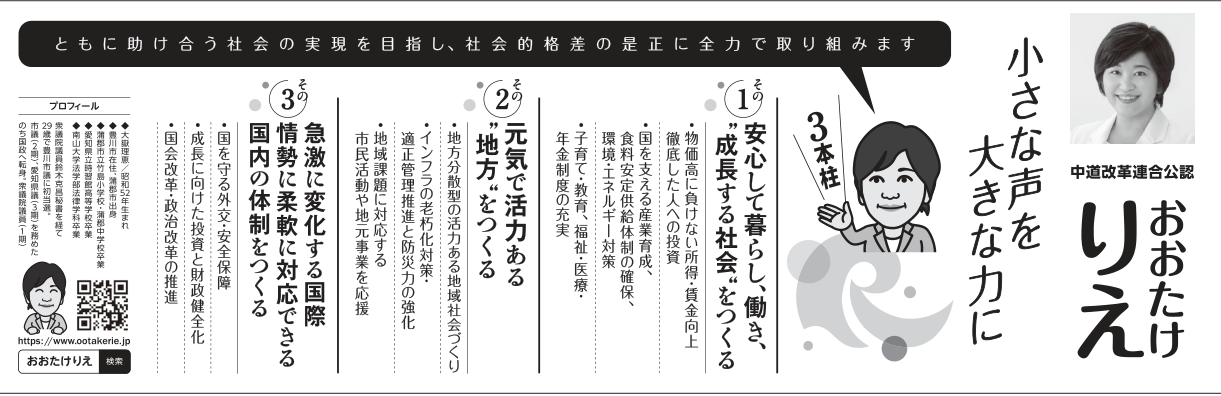 中道改革連合公認
おおたけ
りえ
小さな声を
大きな力に
ともに助け合う社会の実現を目指し、社会的格差の是正に全力で取り組みます
3本柱
その1
安心して暮らし、働き、
"成長する社会"をつくる
・物価高に負けない所得・賃金向上
徹底した人への投資
・国を支える産業育成、
食料安定供給体制の確保、
環境・エネルギー対策
・子育て・教育、福祉・医療・
年金制度の充実
その2
元気で活力ある
"地方"をつくる
・地方分散型の活力ある地域社会づくり
・インフラの老朽化対策・
適正管理推進と防災力の強化
・地域課題に対応する
市民活動や地元事業を応援
その3
急激に変化する国際
情勢に柔軟に対応できる
国内の体制をつくる
・国を守る外交・安全保障
・成長に向けた投資と財政健全化
・国会改革・政治改革の推進
プロフィール
◆大嶽理恵/昭和52年生まれ
◆豊川市在住、蒲郡市出身
◆蒲郡市立竹島小学校・蒲郡中学校卒業
◆愛知県立時習館高等学校卒業
◆南山大学法学部法律学科卒業
衆議院議員鈴木克昌秘書を経て
29歳で豊川市議に初当選。
市議(2期)、愛知県議(3期)を務めた
のち国政へ転身。衆議院議員(1期)
https://www.ootakerie.jp
おおたけりえ 検索